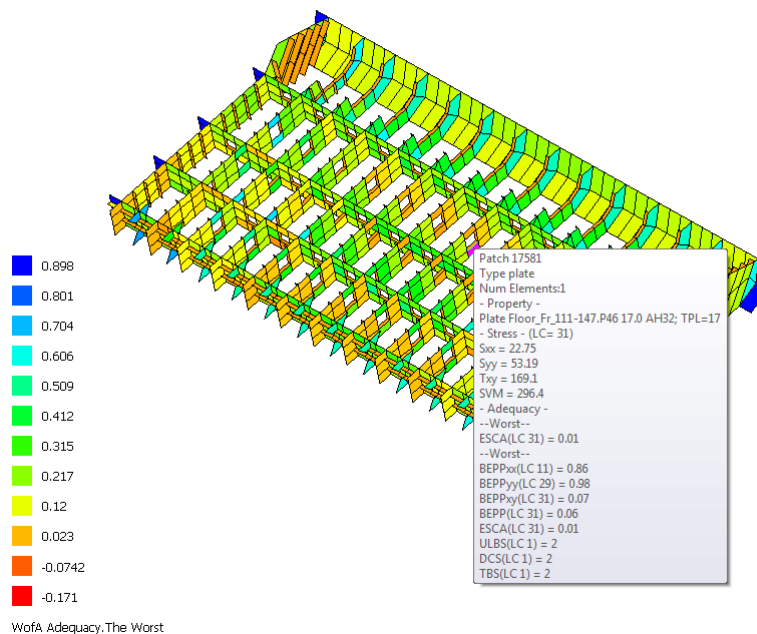 Patch 17581
Type plate
Num Elements:1
- Property -
Plate Floor_Fr_111-147.P46 17.0 AH32; TPL=17
- Stress - (LC= 31)
Sxx = 22.75
Syy = 53.19
Txy = 169.1
SVM = 296.4
- Adequacy -
--Worst--
ESCA(LC 31) = 0.01
--Worst--
BEPPxx(LC 11) = 0.86
BEPPyy(LC 29) = 0.98
BEPPxy(LC 31) = 0.07
BEPP(LC 31) = 0.06
ESCA(LC 31) = 0.01
ULBS(LC 1) = 2
DCS(LC 1) = 2
TBS(LC 1) = 2
0.898
0.801
0.704
0.606
0.509
0.412
0.315
0.217
0.12
0.023
-0.0742
-0.171
WofA Adequacy.The Worst